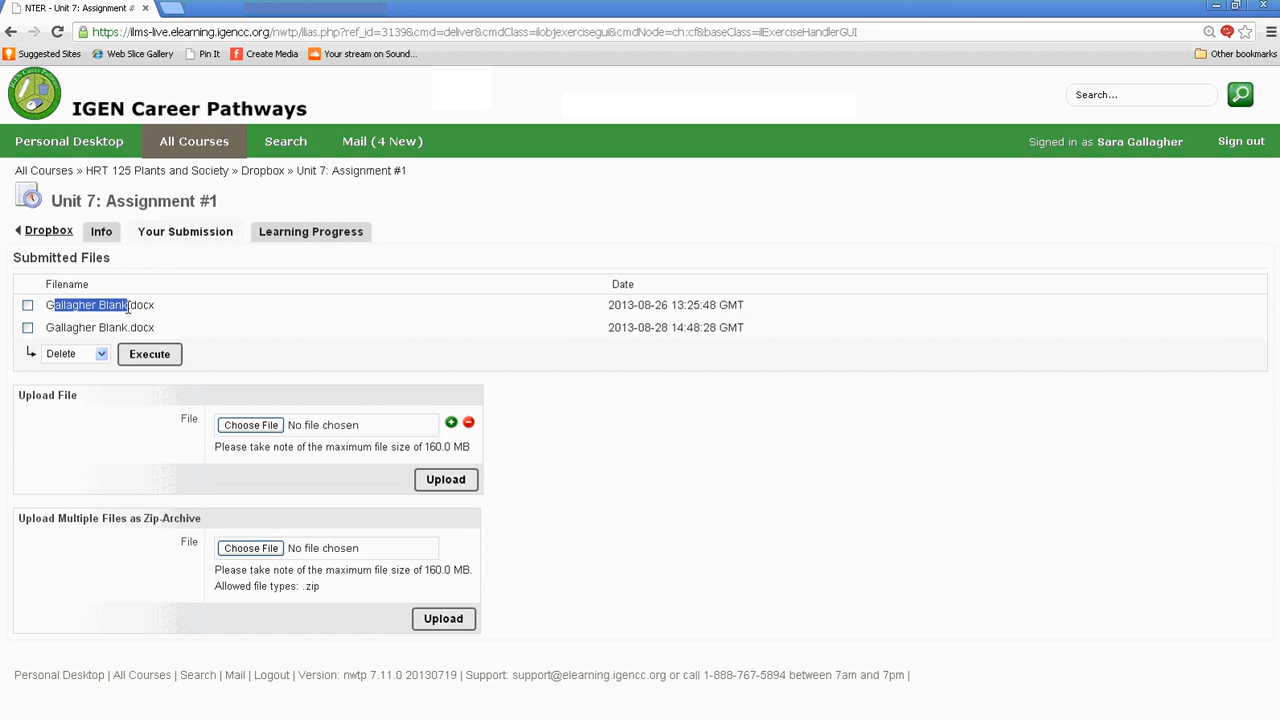 NTER - Unit 7: Assignment #1
https://lms-live.elearning.igencc.org/nwtp/ilias.php?ref_id=3139&cmd=deliver&cmdClass=ilobjexercisegui&cmdNode=ch:cf&baseClass=ilExerciseHandlerGUI
Suggested Sites Web Slice Gallery Pin It Create Media Your stream on Sound... Other bookmarks
IGEN Career Pathways Search...
Personal Desktop All Courses Search Mail (4 New) Signed in as Sara Gallagher Sign out
All Courses » HRT 125 Plants and Society » Dropbox » Unit 7: Assignment #1
Unit 7: Assignment #1
Dropbox Info Your Submission Learning Progress
Submitted Files
Filename Date
Gallagher Blank.docx 2013-08-26 13:25:48 GMT
Gallagher Blank.docx 2013-08-28 14:48:28 GMT
Delete Execute
Upload File
File Choose File No file chosen
Please take note of the maximum file size of 160.0 MB
Upload
Upload Multiple Files as Zip-Archive
File Choose File No file chosen
Please take note of the maximum file size of 160.0 MB.
Allowed file types: .zip
Upload
Personal Desktop | All Courses | Search | Mail | Logout | Version: nwtp 7.11.0 20130719 | Support: support@elearning.igencc.org or call 1-888-767-5894 between 7am and 7pm |